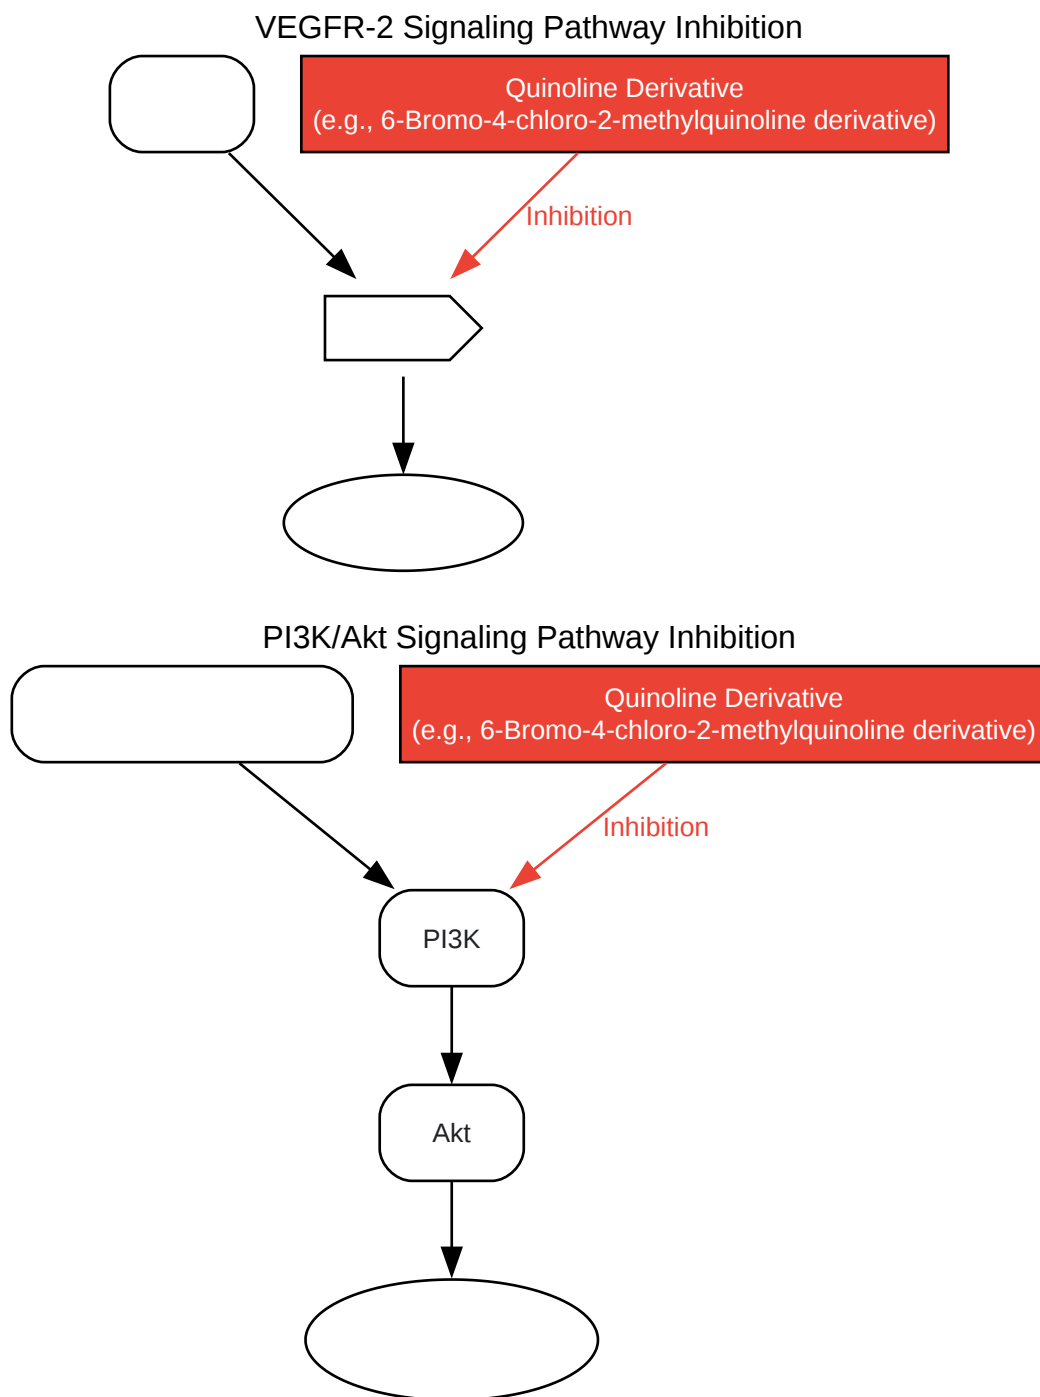 VEGFR-2 Signaling Pathway Inhibition
Quinoline Derivative
(e.g., 6-Bromo-4-chloro-2-methylquinoline derivative)
Inhibition
PI3K/Akt Signaling Pathway Inhibition
Quinoline Derivative
(e.g., 6-Bromo-4-chloro-2-methylquinoline derivative)
Inhibition
PI3K
Akt